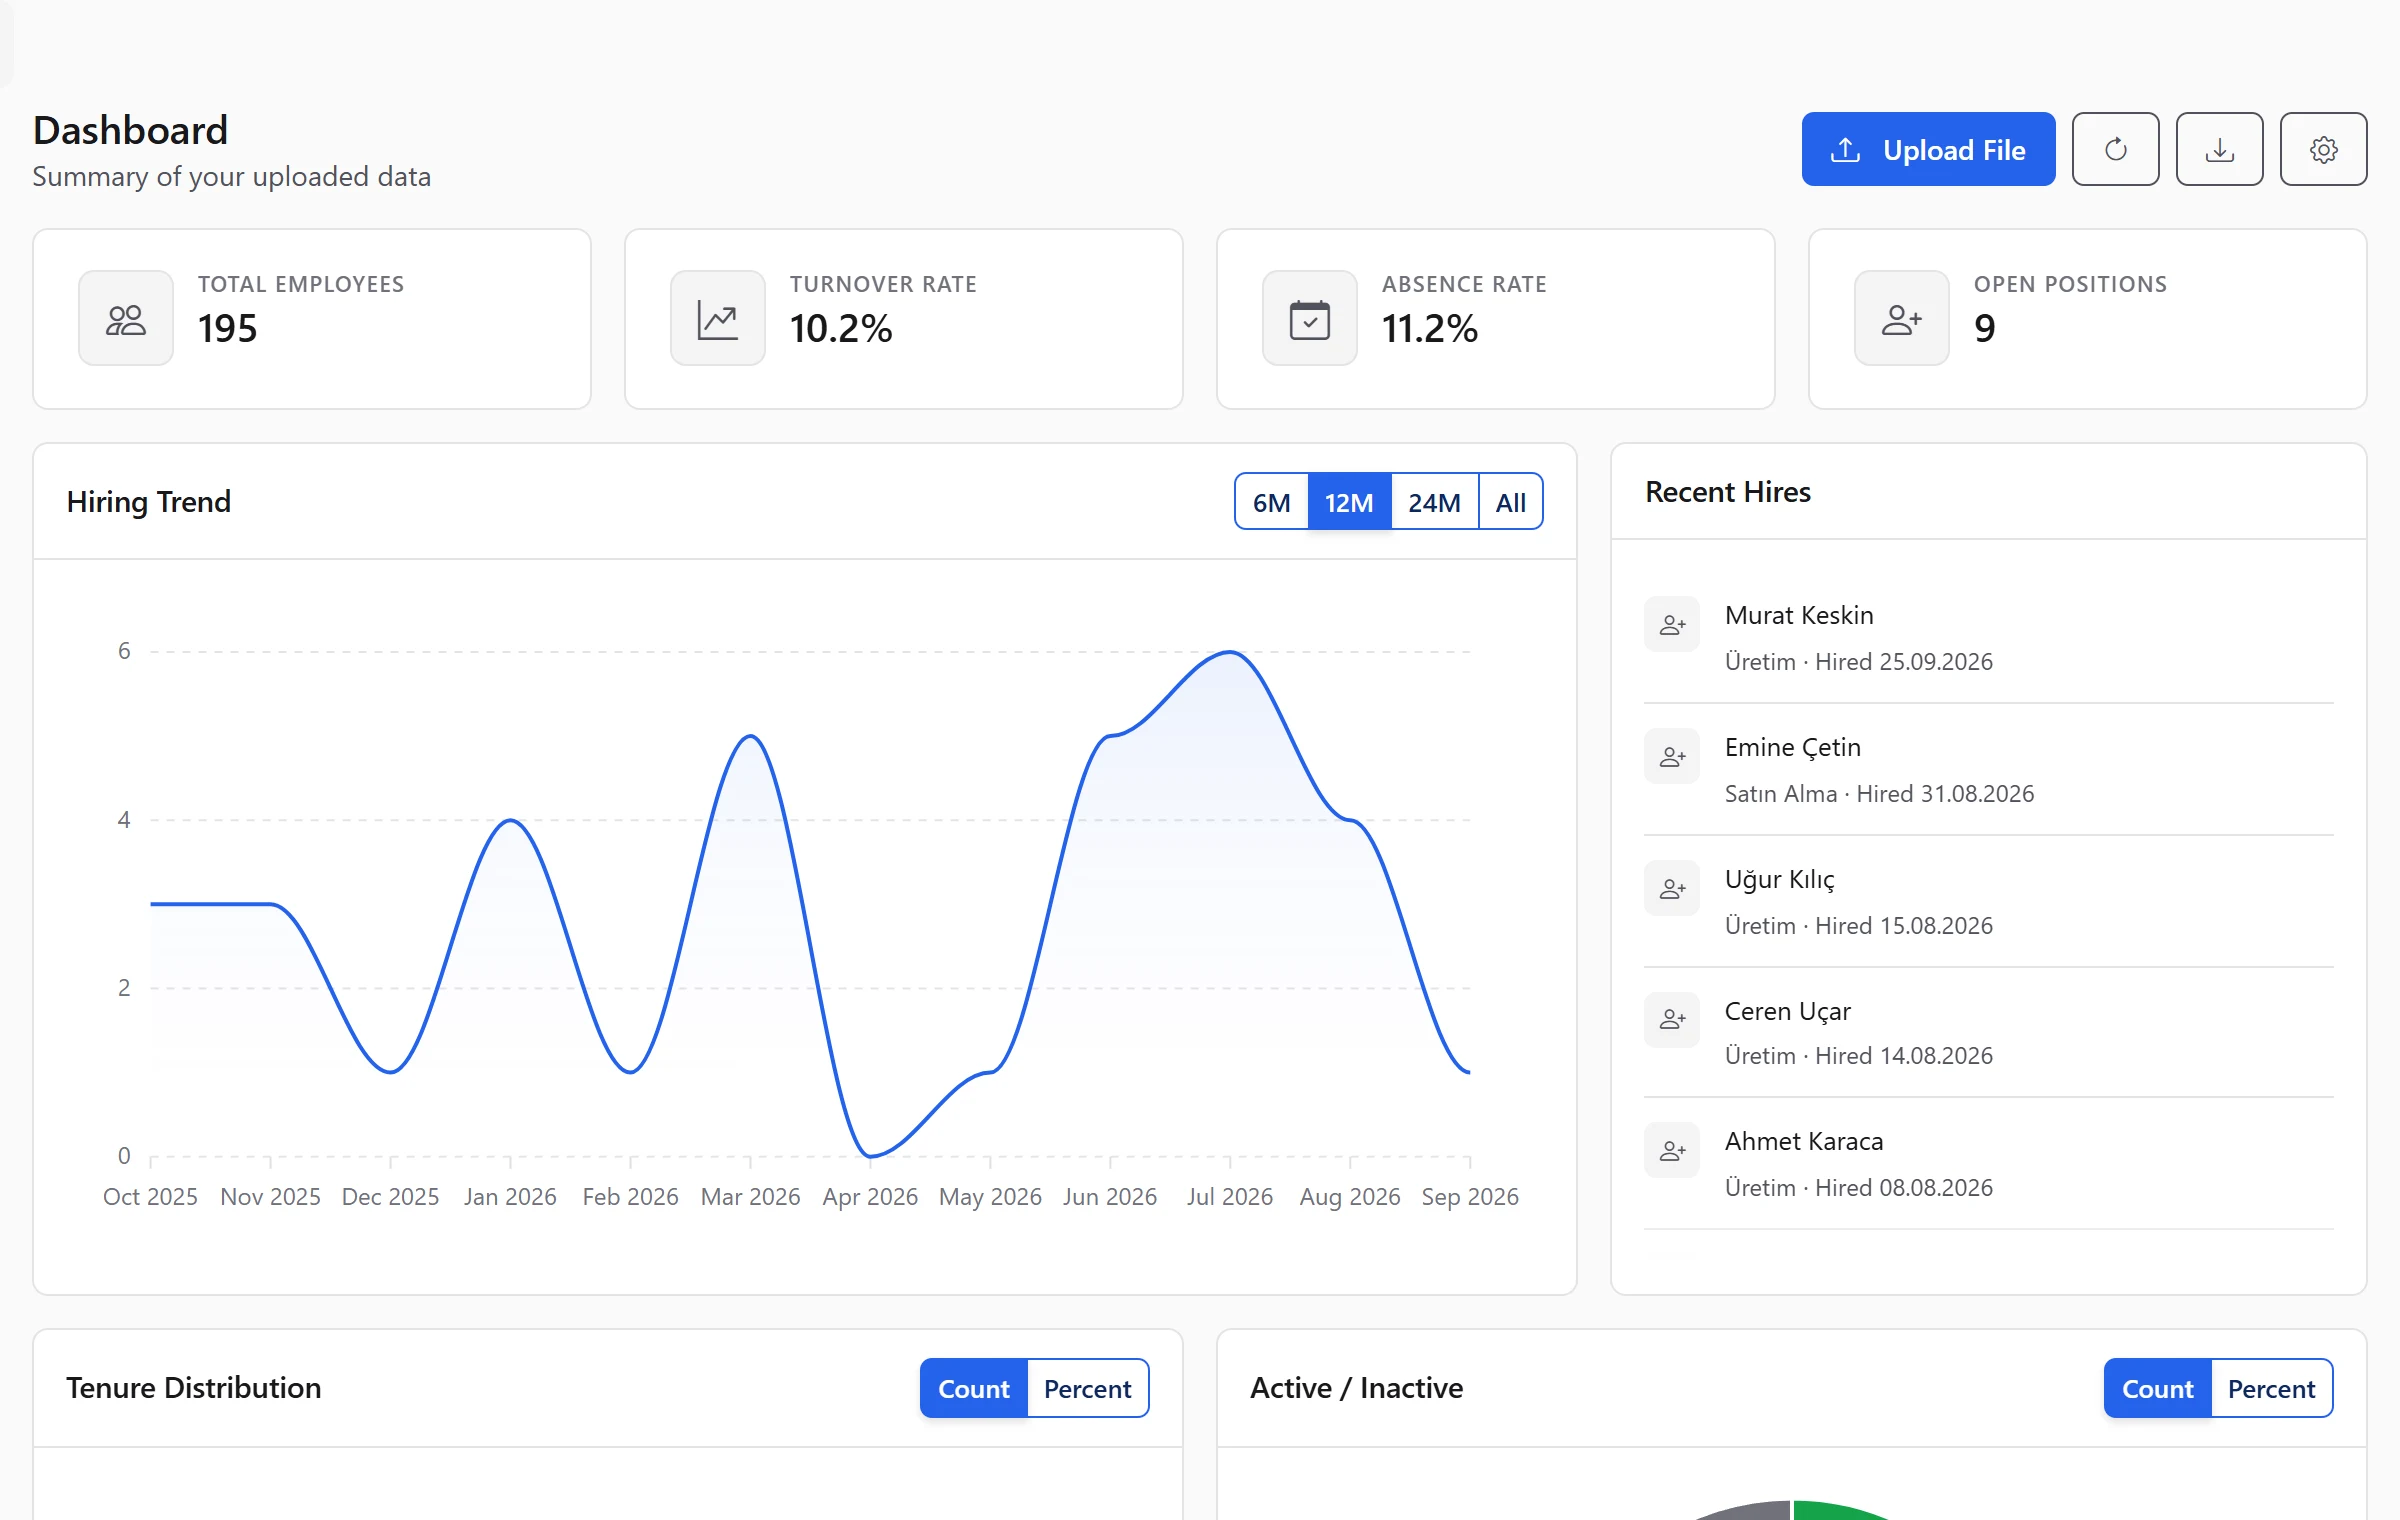 Dashboard
Summary of your uploaded data
Upload File
TOTAL EMPLOYEES
195
TURNOVER RATE
10.2%
ABSENCE RATE
11.2%
OPEN POSITIONS
9
Hiring Trend
6M 12M 24M All
6
4
2
0
Oct 2025 Nov 2025 Dec 2025 Jan 2026 Feb 2026 Mar 2026 Apr 2026 May 2026 Jun 2026 Jul 2026 Aug 2026 Sep 2026
Recent Hires
Murat Keskin
Üretim · Hired 25.09.2026
Emine Çetin
Satın Alma · Hired 31.08.2026
Uğur Kılıç
Üretim · Hired 15.08.2026
Ceren Uçar
Üretim · Hired 14.08.2026
Ahmet Karaca
Üretim · Hired 08.08.2026
Tenure Distribution
Count Percent
Active / Inactive
Count Percent